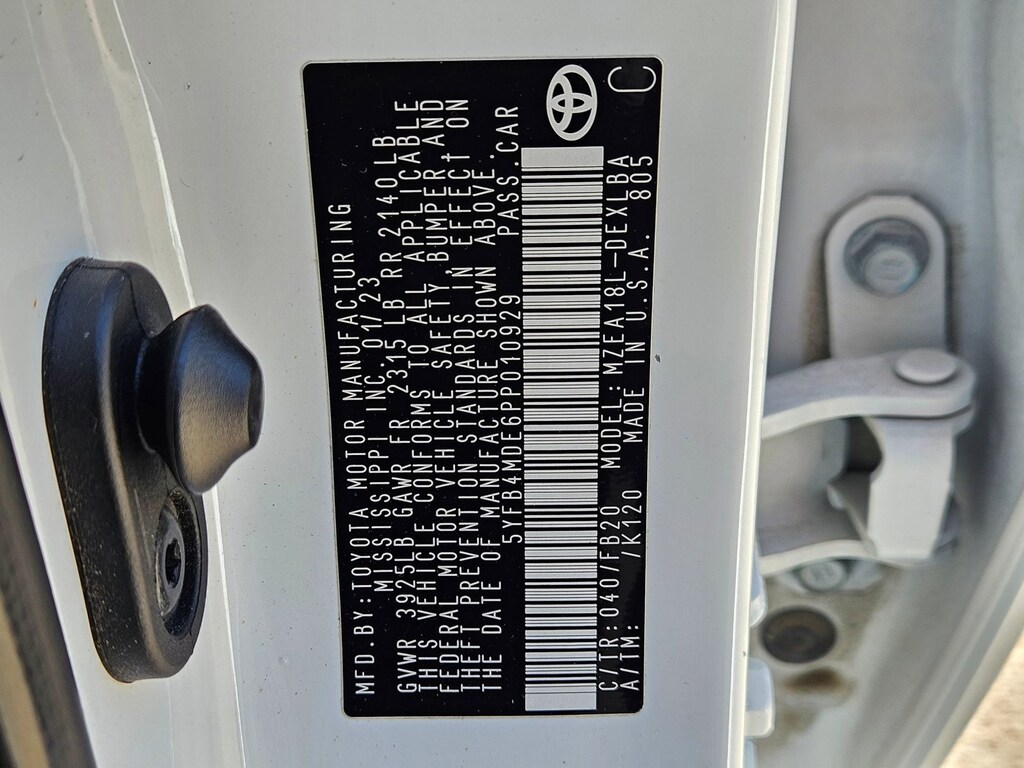 MFD.BY:TOYOTA MOTOR MANUFACTURING
MISSISSIPPI INC 01/23
GVWR 3925LB GAWR FR 2315 LB RR 2140LB
THIS VEHICLE CONFORMS TO ALL APPLICABLE
FEDERAL MOTOR VEHICLE SAFETY, BUMPER AND
THEFT PREVENTION STANDARDS IN EFFECT ON
THE DATE OF MANUFACTURE SHOWN ABOVE.
5YFB4MDE6PP010929 PASS.CAR
C/TR:040/FB20 MODEL:MZEA18L-DEXLBA
A/TM: /K120 MADE IN U.S.A. 805
C